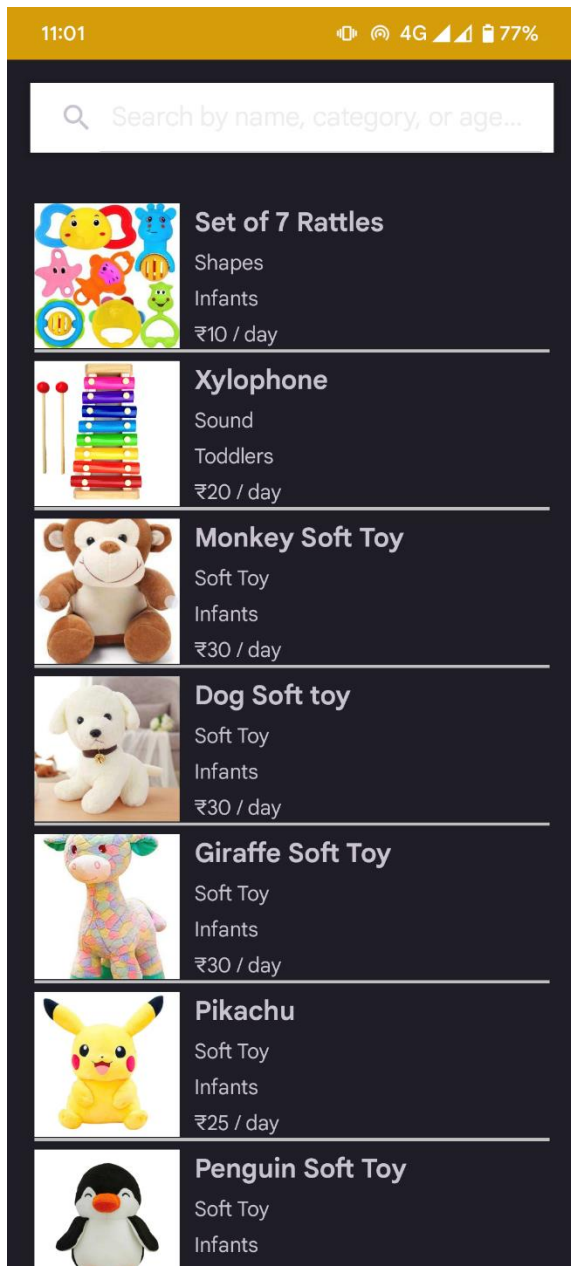 11:01
4G 77%
Search by name, category, or age...
Set of 7 Rattles
Shapes
Infants
₹10 / day
Xylophone
Sound
Toddlers
₹20 / day
Monkey Soft Toy
Soft Toy
Infants
₹30 / day
Dog Soft toy
Soft Toy
Infants
₹30 / day
Giraffe Soft Toy
Soft Toy
Infants
₹30 / day
Pikachu
Soft Toy
Infants
₹25 / day
Penguin Soft Toy
Soft Toy
Infants